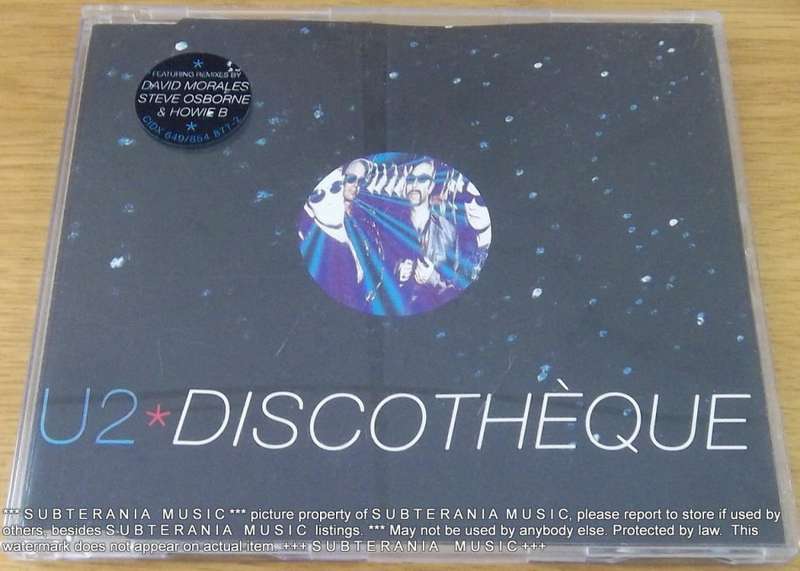 *
FEATURING REMIXES BY
DAVID MORALES
STEVE OSBORNE
& HOWIE B
*
CIDX 649/854 877-2
U2*DISCOTHÈQUE
*** S U B T E R A N I A   M U S I C *** picture property of S U B T E R A N I A  M U S I C, please report to store if used by
others, besides S U B T E R A N I A   M U S I C  listings. *** May not be used by anybody else. Protected by law.  This
watermark does not appear on actual item. +++ S U B T E R A N I A   M U S I C +++